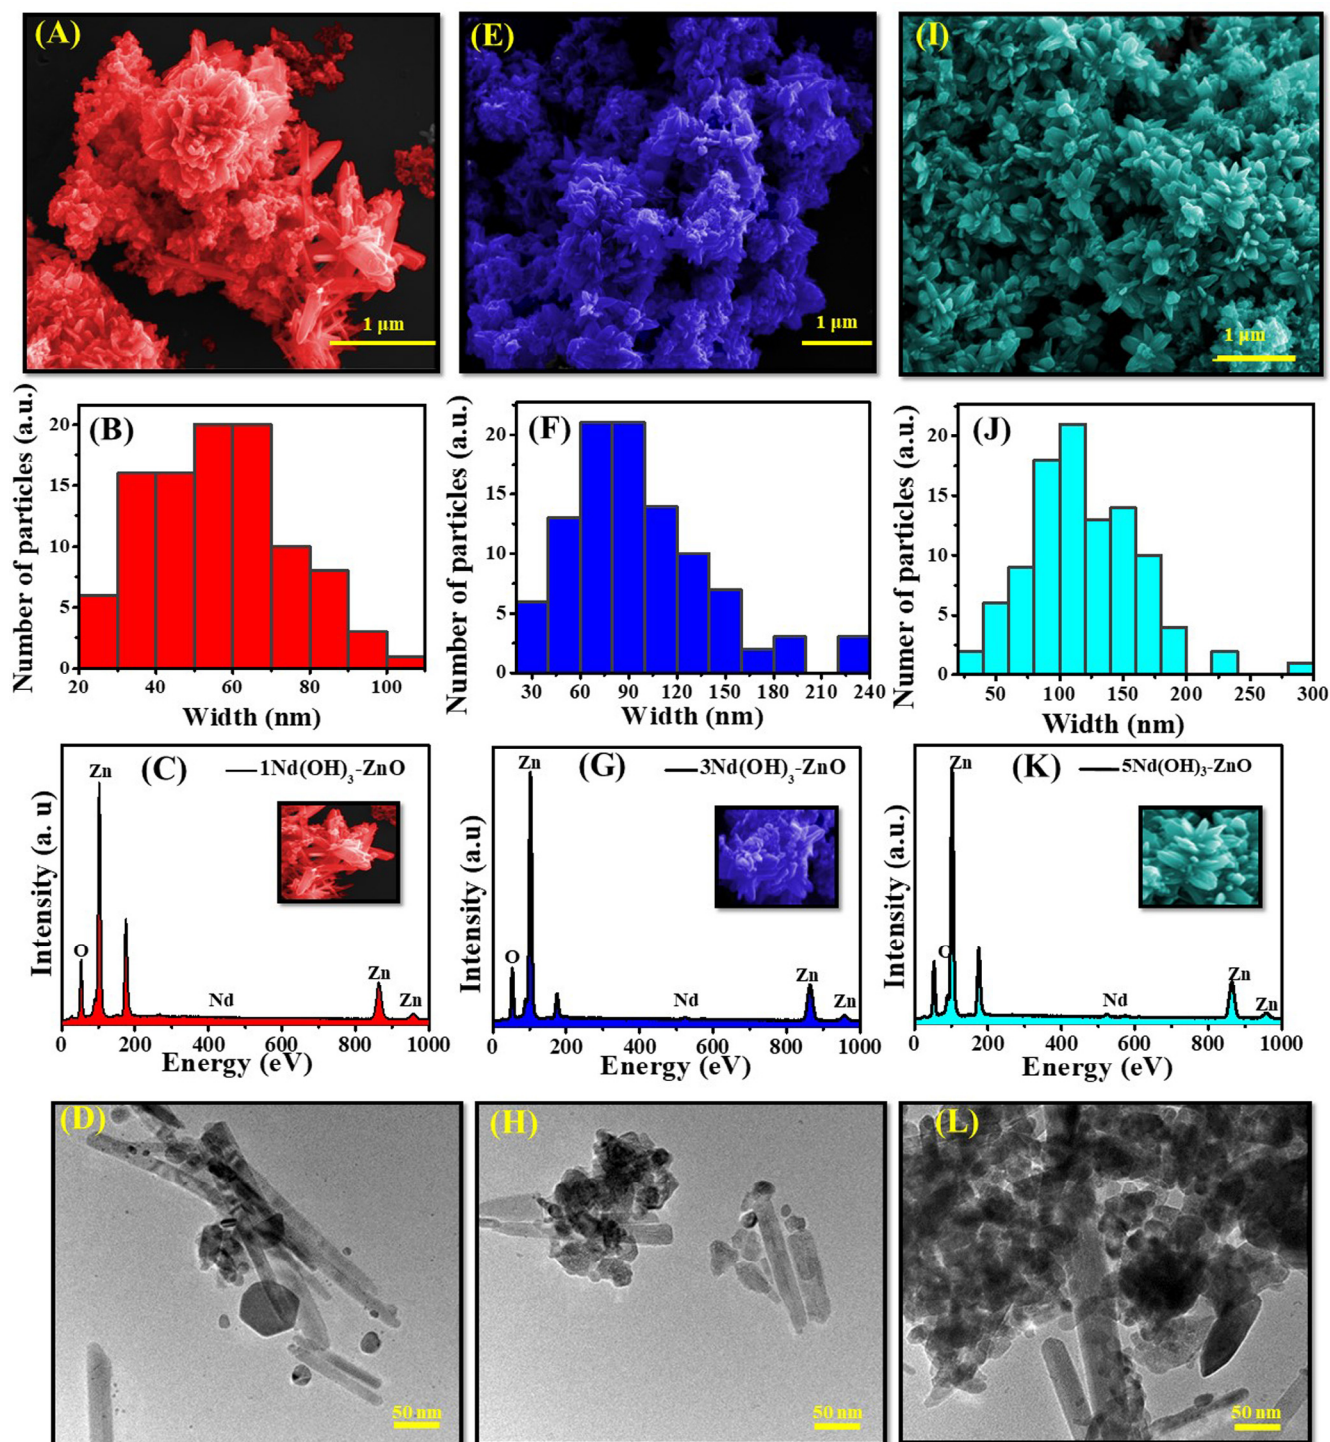 (A)
1 µm
(E)
1 µm
(I)
1 µm
(B)
Number of particles (a.u.)
20
15
10
5
0
20 40 60 80 100
Width (nm)
(F)
Number of particles (a.u.)
20
15
10
5
0
30 60 90 120 150 180 210 240
Width (nm)
(J)
Numer of particles (a.u.)
20
15
10
5
0
50 100 150 200 250 300
Width (nm)
(C)
1Nd(OH)₃-ZnO
Intensity (a. u)
Zn
O
Nd
Zn
Zn
0 200 400 600 800 1000
Energy (eV)
(G)
3Nd(OH)₃-ZnO
Intensity (a.u)
Zn
O
Nd
Zn
Zn
0 200 400 600 800 1000
Energy (eV)
(K)
5Nd(OH)₃-ZnO
Intensity (a.u.)
Zn
Nd
Zn
Zn
0 200 400 600 800 1000
Energy (eV)
(D)
50 nm
(H)
50 nm
(L)
50 nm